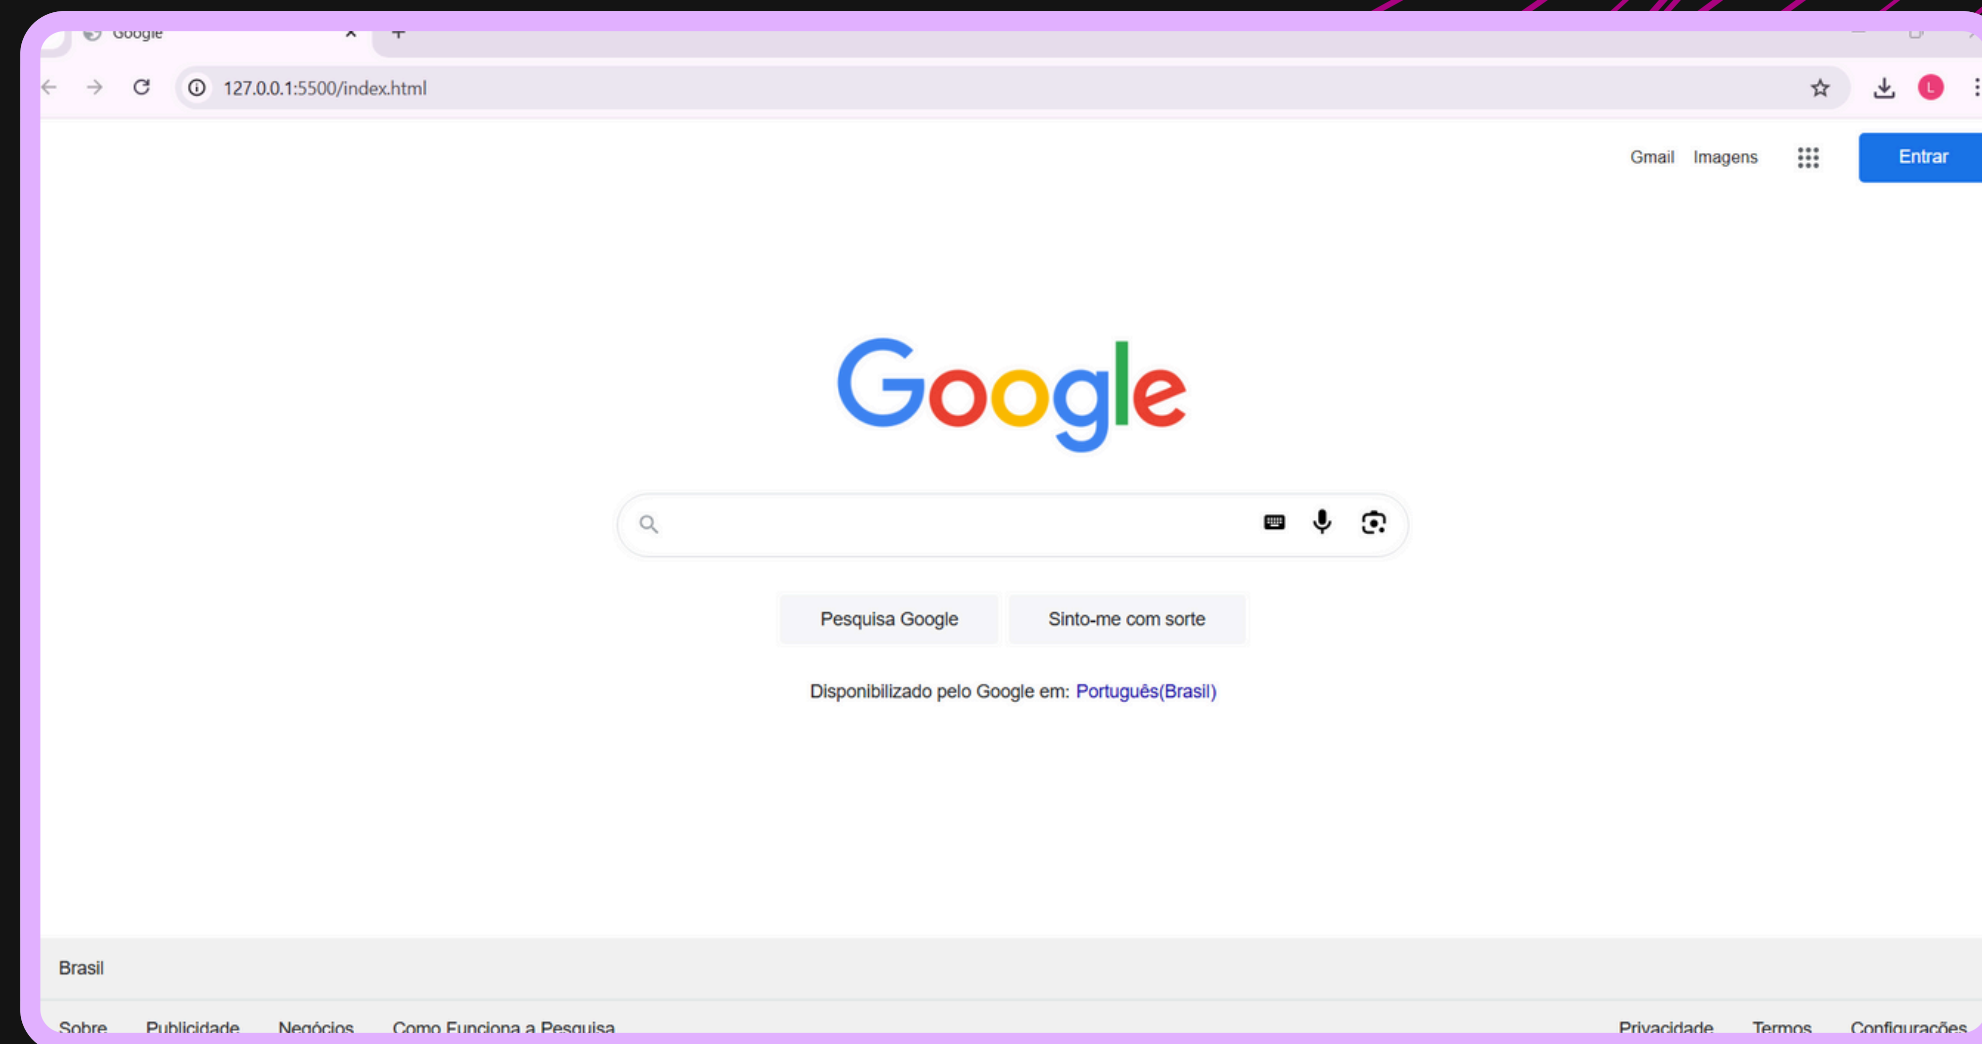 Google
127.0.0.1:5500/index.html
L
Gmail Imagens Entrar
Google
Pesquisa Google Sinto-me com sorte
Disponibilizado pelo Google em: Português(Brasil)
Brasil
Sobre Publicidade Negócios Como Funciona a Pesquisa Privacidade Termos Configurações